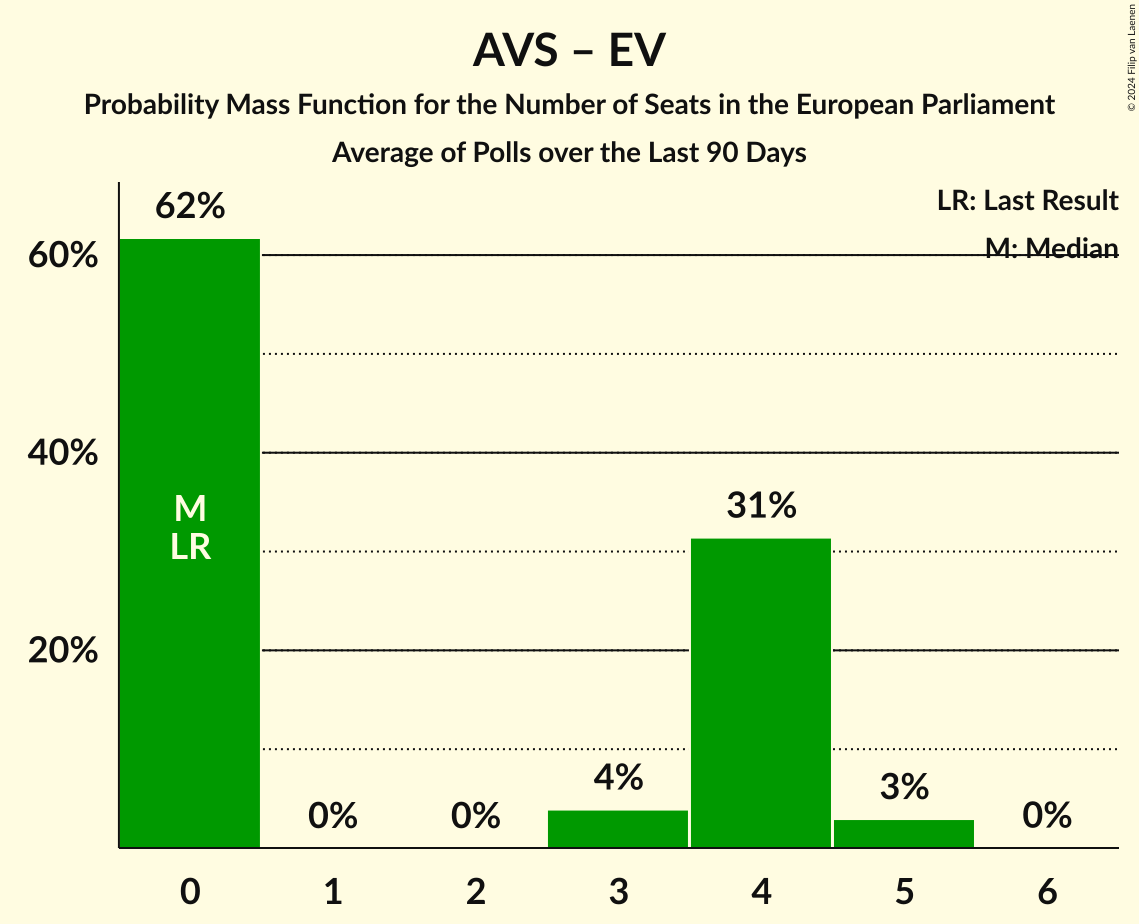 AVS – EV
Probability Mass Function for the Number of Seats in the European Parliament
Average of Polls over the Last 90 Days
© 2024 Filip van Laenen
LR: Last Result
M: Median
62%
60%
40%
20%
M
LR
0%
0%
4%
31%
3%
0%
0
1
2
3
4
5
6